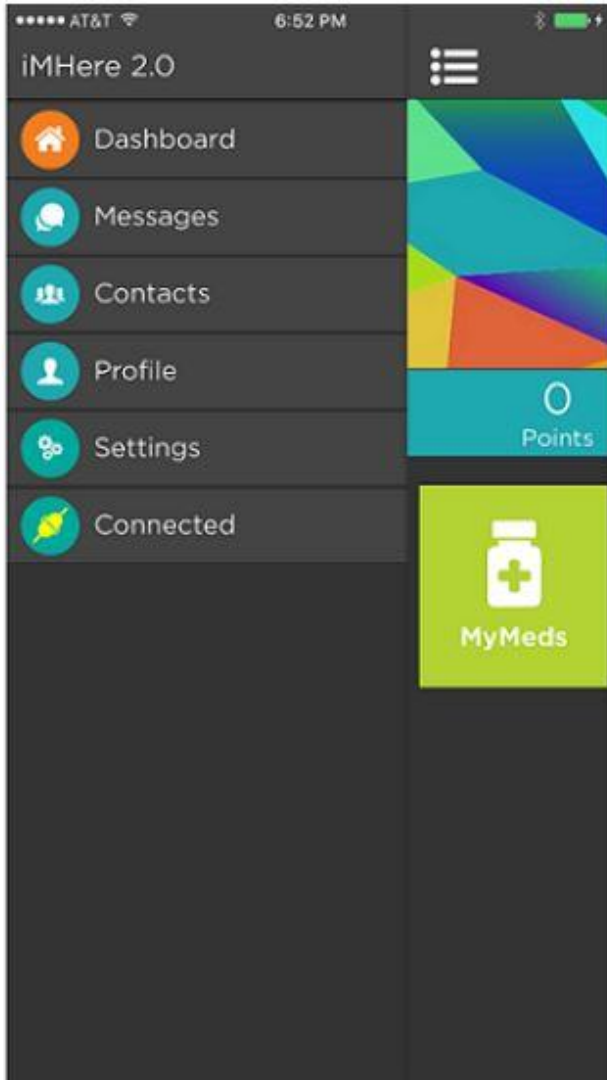 AT&T 6:52 PM
iMHere 2.0
Dashboard
Messages
Contacts
Profile
Settings
Connected
0
Points
MyMeds